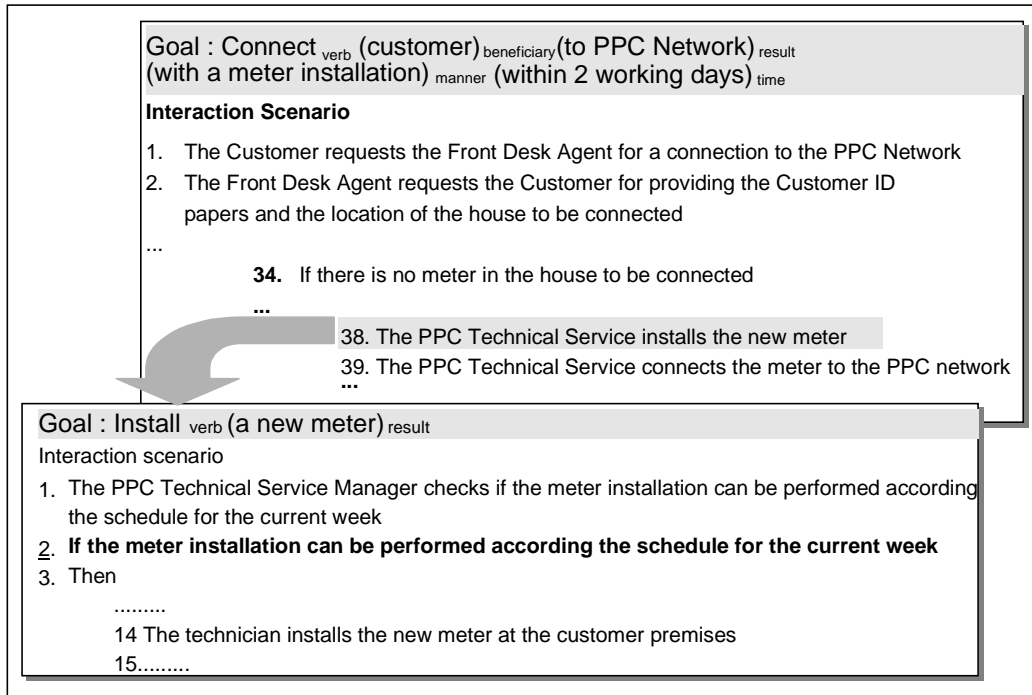 Goal : Connect verb (customer) beneficiary (to PPC Network) result
(with a meter installation) manner (within 2 working days) time
Interaction Scenario
1. The Customer requests the Front Desk Agent for a connection to the PPC Network
2. The Front Desk Agent requests the Customer for providing the Customer ID
papers and the location of the house to be connected
...
34. If there is no meter in the house to be connected
...
38. The PPC Technical Service installs the new meter
39. The PPC Technical Service connects the meter to the PPC network
...
Goal : Install verb (a new meter) result
Interaction scenario
1. The PPC Technical Service Manager checks if the meter installation can be performed according
the schedule for the current week
2. If the meter installation can be performed according the schedule for the current week
3. Then
.........
14 The technician installs the new meter at the customer premises
15.........